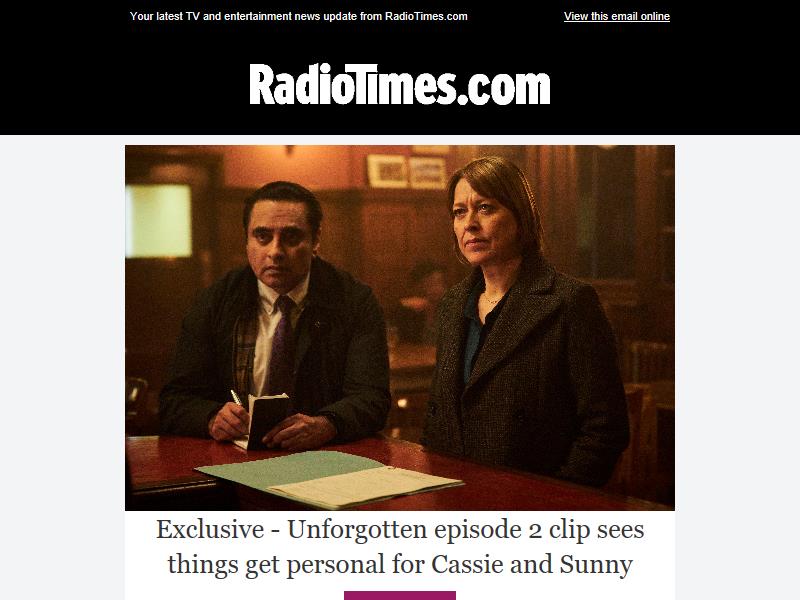 Your latest TV and entertainment news update from RadioTimes.com
View this email online
RadioTimes.com
Exclusive - Unforgotten episode 2 clip sees
things get personal for Cassie and Sunny